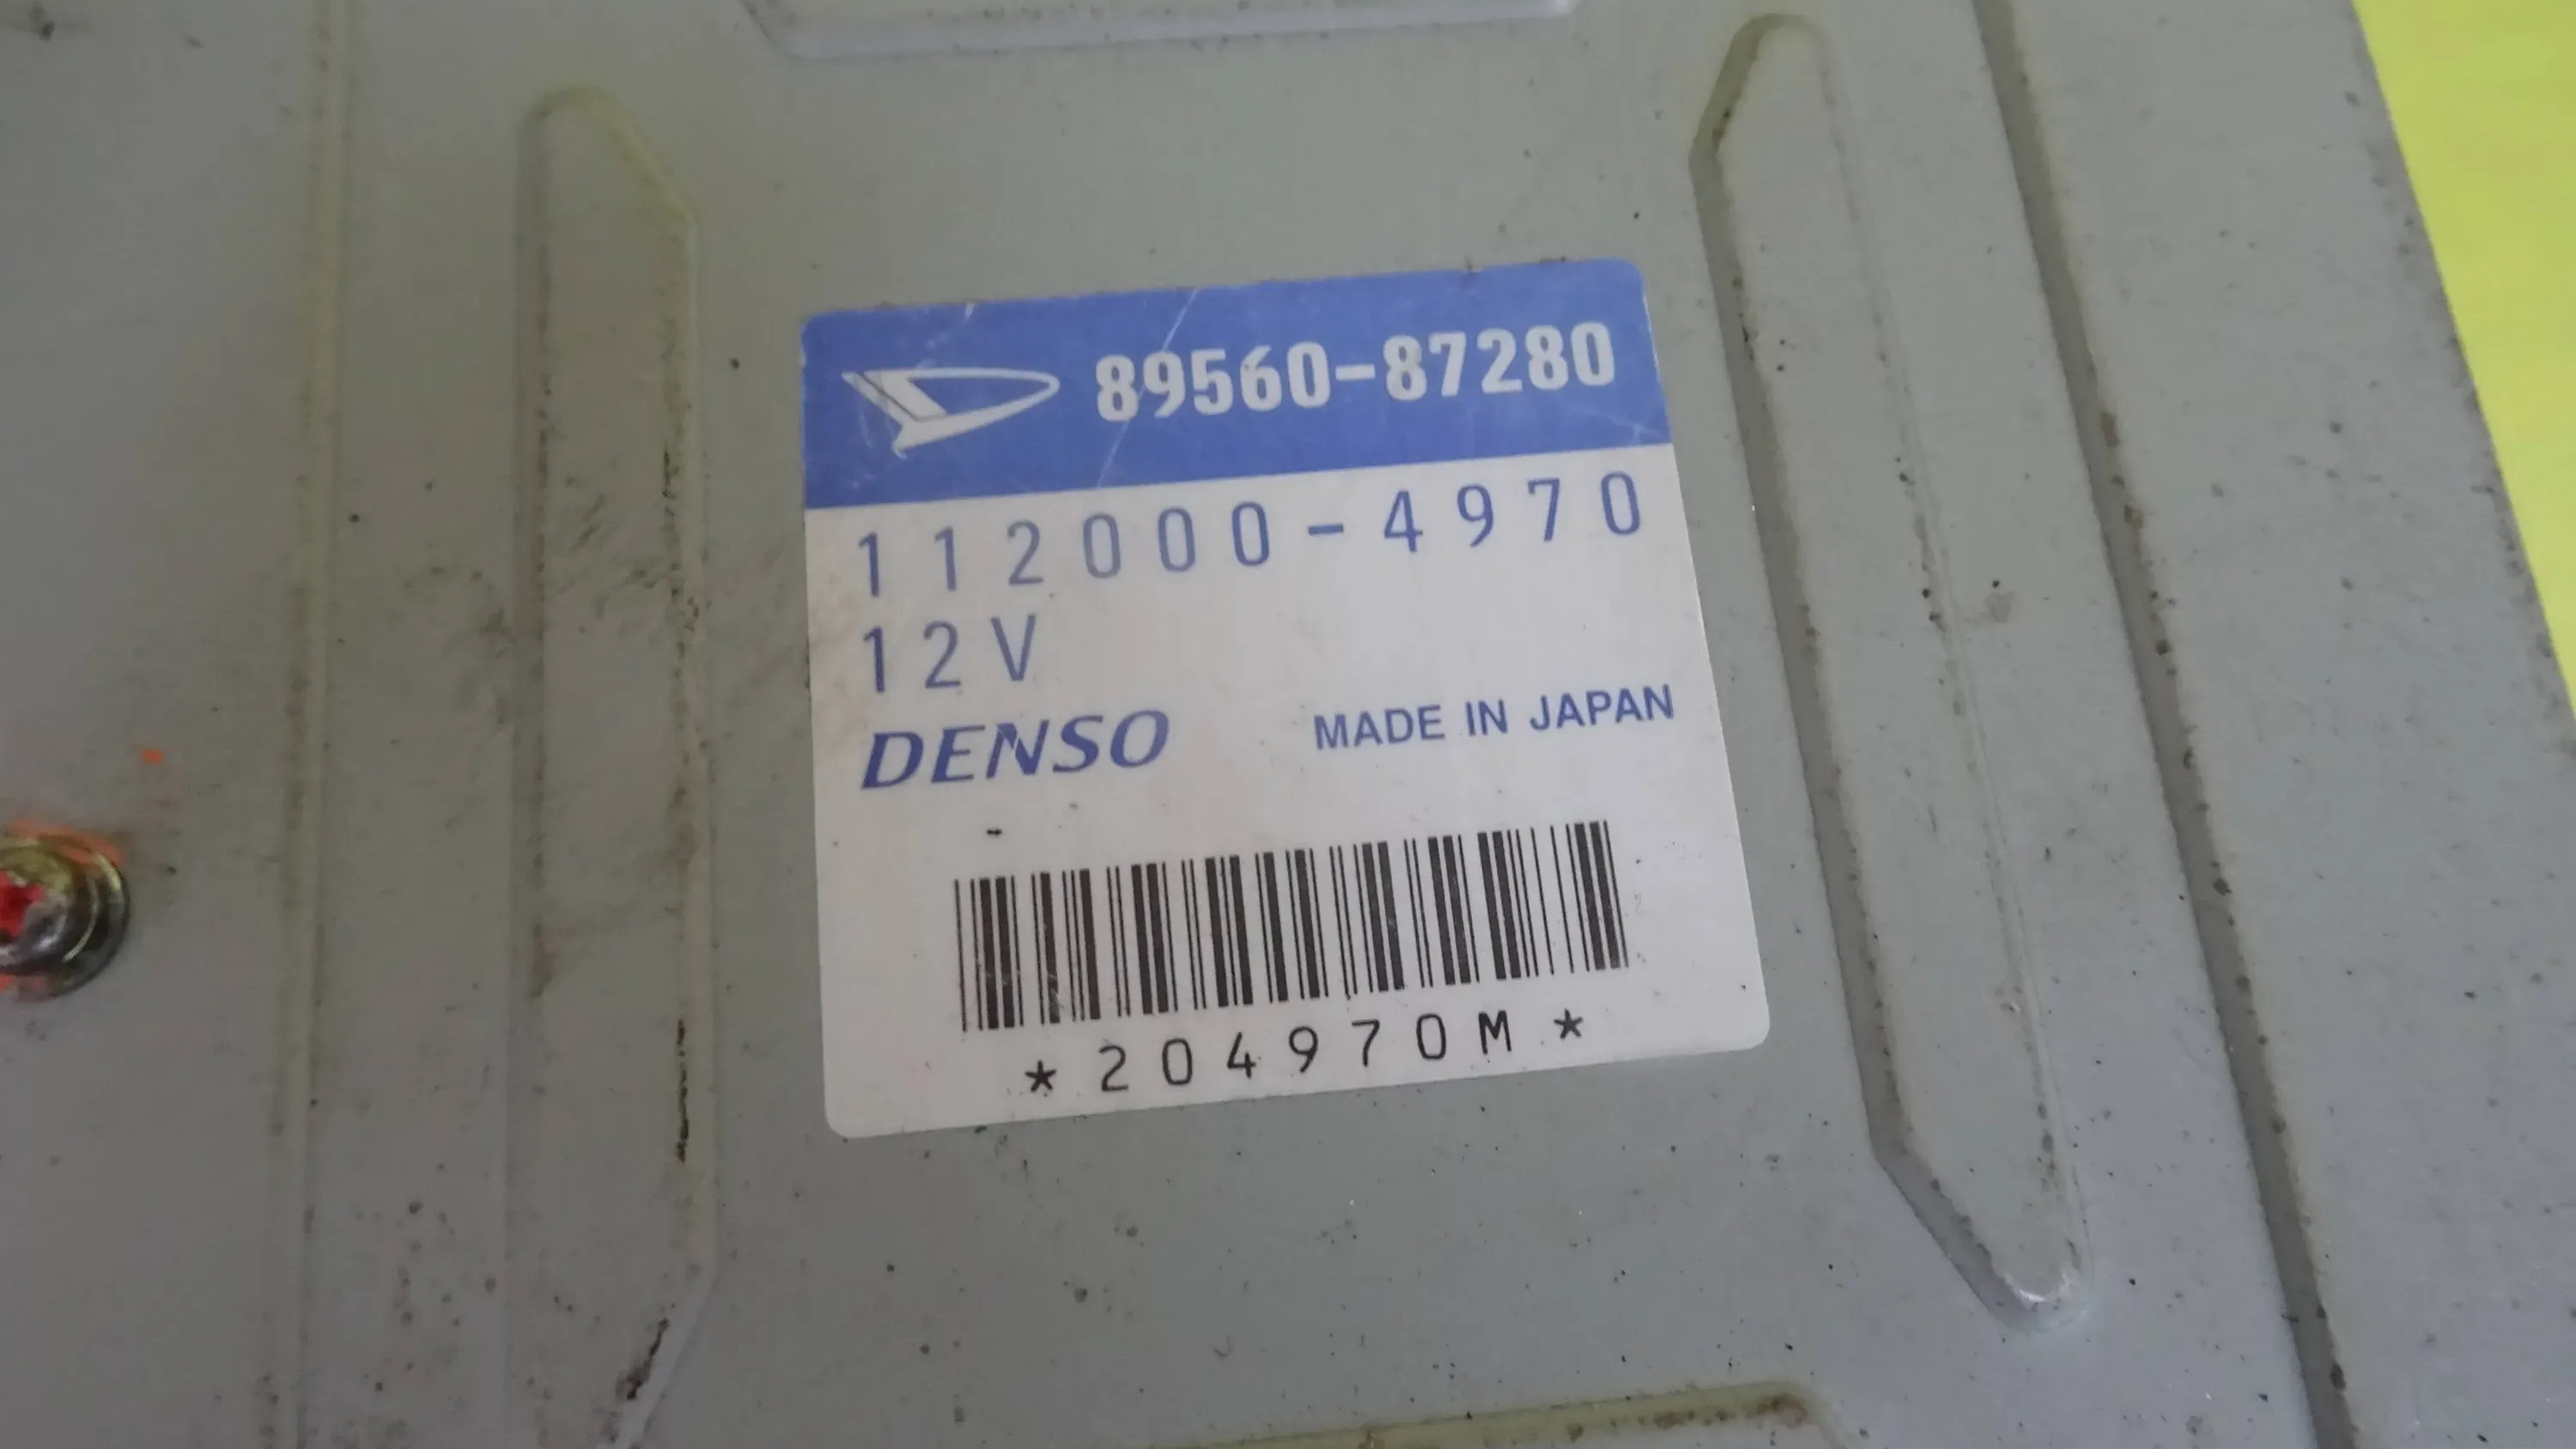 89560-87280
112000-4970
12V
DENSO MADE IN JAPAN
*204970M*